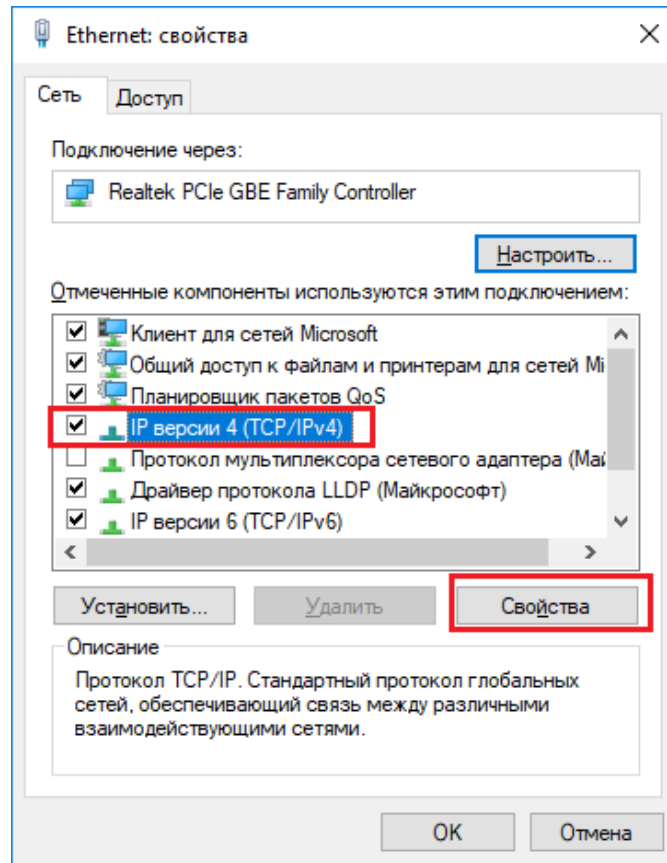 Ethernet: свойства
Сеть
Доступ
Подключение через:
Realtek PCIe GBE Family Controller
Настроить...
Отмеченные компоненты используются этим подключением:
Клиент для сетей Microsoft
Общий доступ к файлам и принтерам для сетей Mi
Планировщик пакетов QoS
IP версии 4 (TCP/IPv4)
Протокол мультиплексора сетевого адаптера (Май
Драйвер протокола LLDP (Майкрософт)
IP версии 6 (TCP/IPv6)
Установить...
Удалить
Свойства
Описание
Протокол TCP/IP. Стандартный протокол глобальных
сетей, обеспечивающий связь между различными
взаимодействующими сетями.
OK
Отмена